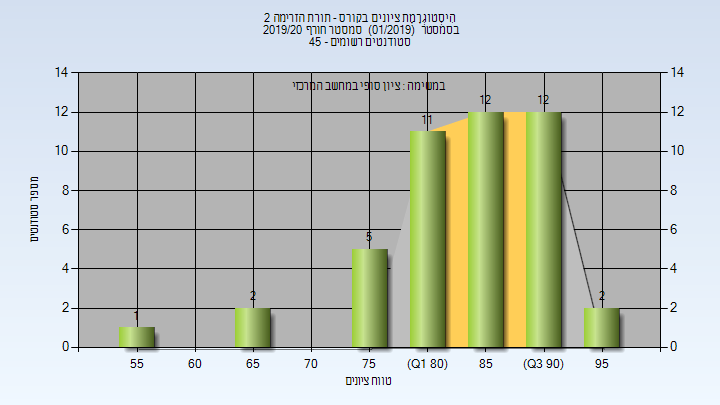 היסטוגרמת ציונים בקורס - תורת הזרימה 2
בסמסטר (01/2019) סמסטר חורף 2019/20
סטודנטים רשומים - 45
במשימה : ציון סופי במחשב המרכזי
מספר סטודנטים
14 14
12 12
10 10
8 8
6 6
4 4
2 2
0 0
1 2 5 11 12 12 2
55 60 65 70 75 (Q1 80) 85 (Q3 90) 95
טווח ציונים